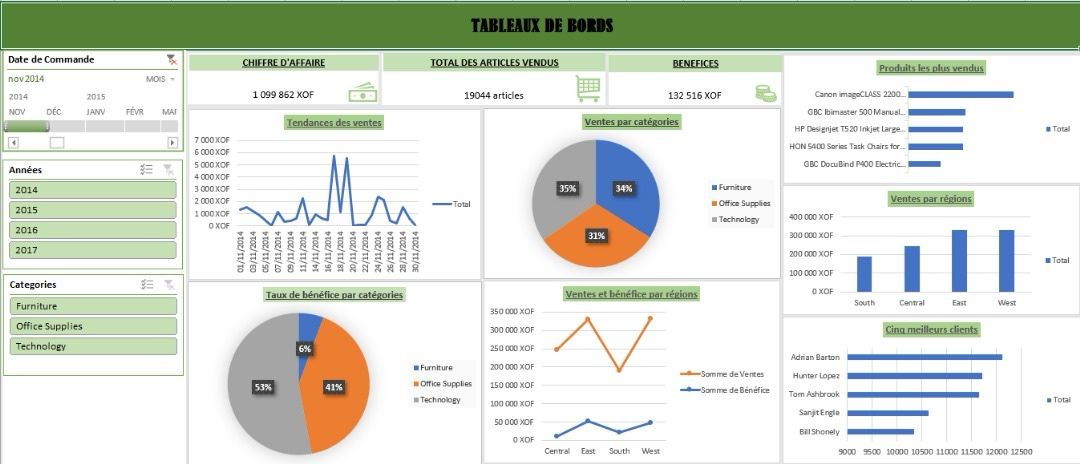 TABLEAUX DE BORDS
Date de Commande
nov 2014 MOIS
2014 2015
NOV DÉC JANV FÉVR MAI
Années
2014
2015
2016
2017
Categories
Furniture
Office Supplies
Technology
CHIFFRE D'AFFAIRE
1 099 862 XOF
TOTAL DES ARTICLES VENDUS
19044 articles
BENEFICES
132 516 XOF
Tendances des ventes
7 000 XOF
6 000 XOF
5 000 XOF
4 000 XOF
3 000 XOF
2 000 XOF
1 000 XOF
0 XOF
01/11/2014
03/11/2014
05/11/2014
07/11/2014
09/11/2014
11/11/2014
14/11/2014
16/11/2014
18/11/2014
20/11/2014
22/11/2014
24/11/2014
26/11/2014
28/11/2014
30/11/2014
Total
Ventes par catégories
35%
34%
31%
Furniture
Office Supplies
Technology
Taux de bénéfice par catégories
6%
53%
41%
Furniture
Office Supplies
Technology
Ventes et bénéfice par régions
350 000 XOF
300 000 XOF
250 000 XOF
200 000 XOF
150 000 XOF
100 000 XOF
50 000 XOF
0 XOF
Central East South West
Somme de Ventes
Somme de Bénéfice
Produits les plus vendus
Canon imageCLASS 2200...
GBC Ibimaster 500 Manual...
HP Designjet T520 Inkjet Large...
HON 5400 Series Task Chairs for...
GBC DocuBind P400 Electric...
Total
Ventes par régions
400 000 XOF
300 000 XOF
200 000 XOF
100 000 XOF
0 XOF
South Central East West
Total
Cinq meilleurs clients
Adrian Barton
Hunter Lopez
Tom Ashbrook
Sanjit Engle
Bill Shonely
9000 9500 10000 10500 11000 11500 12000 12500
Total